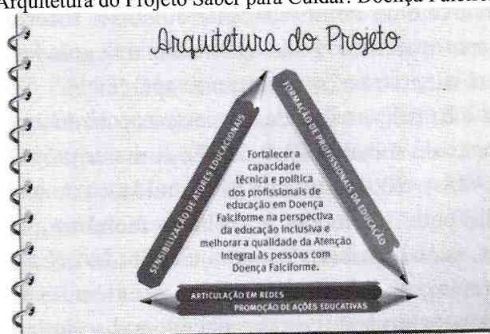 Arquitetura do Projeto Saber para Cuidar: Doença Falciforme
Arquitetura do Projeto
SENSIBILIZAÇÃO DE ATORES EDUCACIONAIS
FORMAÇÃO DE PROFISSIONAIS DA EDUCAÇÃO
Fortalecer a
capacidade
técnica e política
dos profissionais de
educação em Doença
Falciforme na perspectiva
da educação inclusiva e
melhorar a qualidade da Atenção
Integral às pessoas com
Doença Falciforme.
ARTICULAÇÃO EM REDES
PROMOÇÃO DE AÇÕES EDUCATIVAS